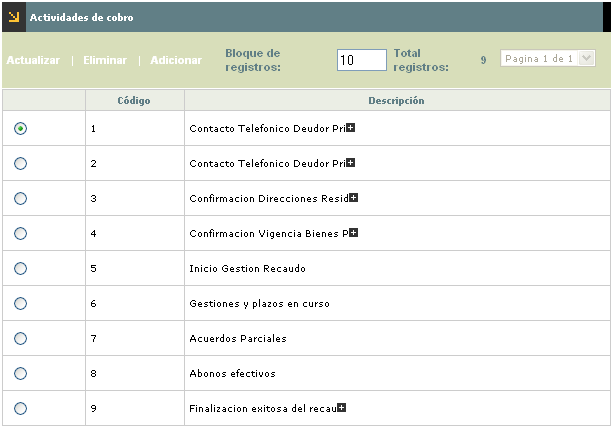 Actividades de cobro
Actualizar | Eliminar | Adicionar Bloque de registros: 10 Total registros: 9 Pagina 1 de 1
Código Descripción
1 Contacto Telefonico Deudor Pri
2 Contacto Telefonico Deudor Pri
3 Confirmacion Direcciones Resid
4 Confirmacion Vigencia Bienes P
5 Inicio Gestion Recaudo
6 Gestiones y plazos en curso
7 Acuerdos Parciales
8 Abonos efectivos
9 Finalizacion exitosa del recau